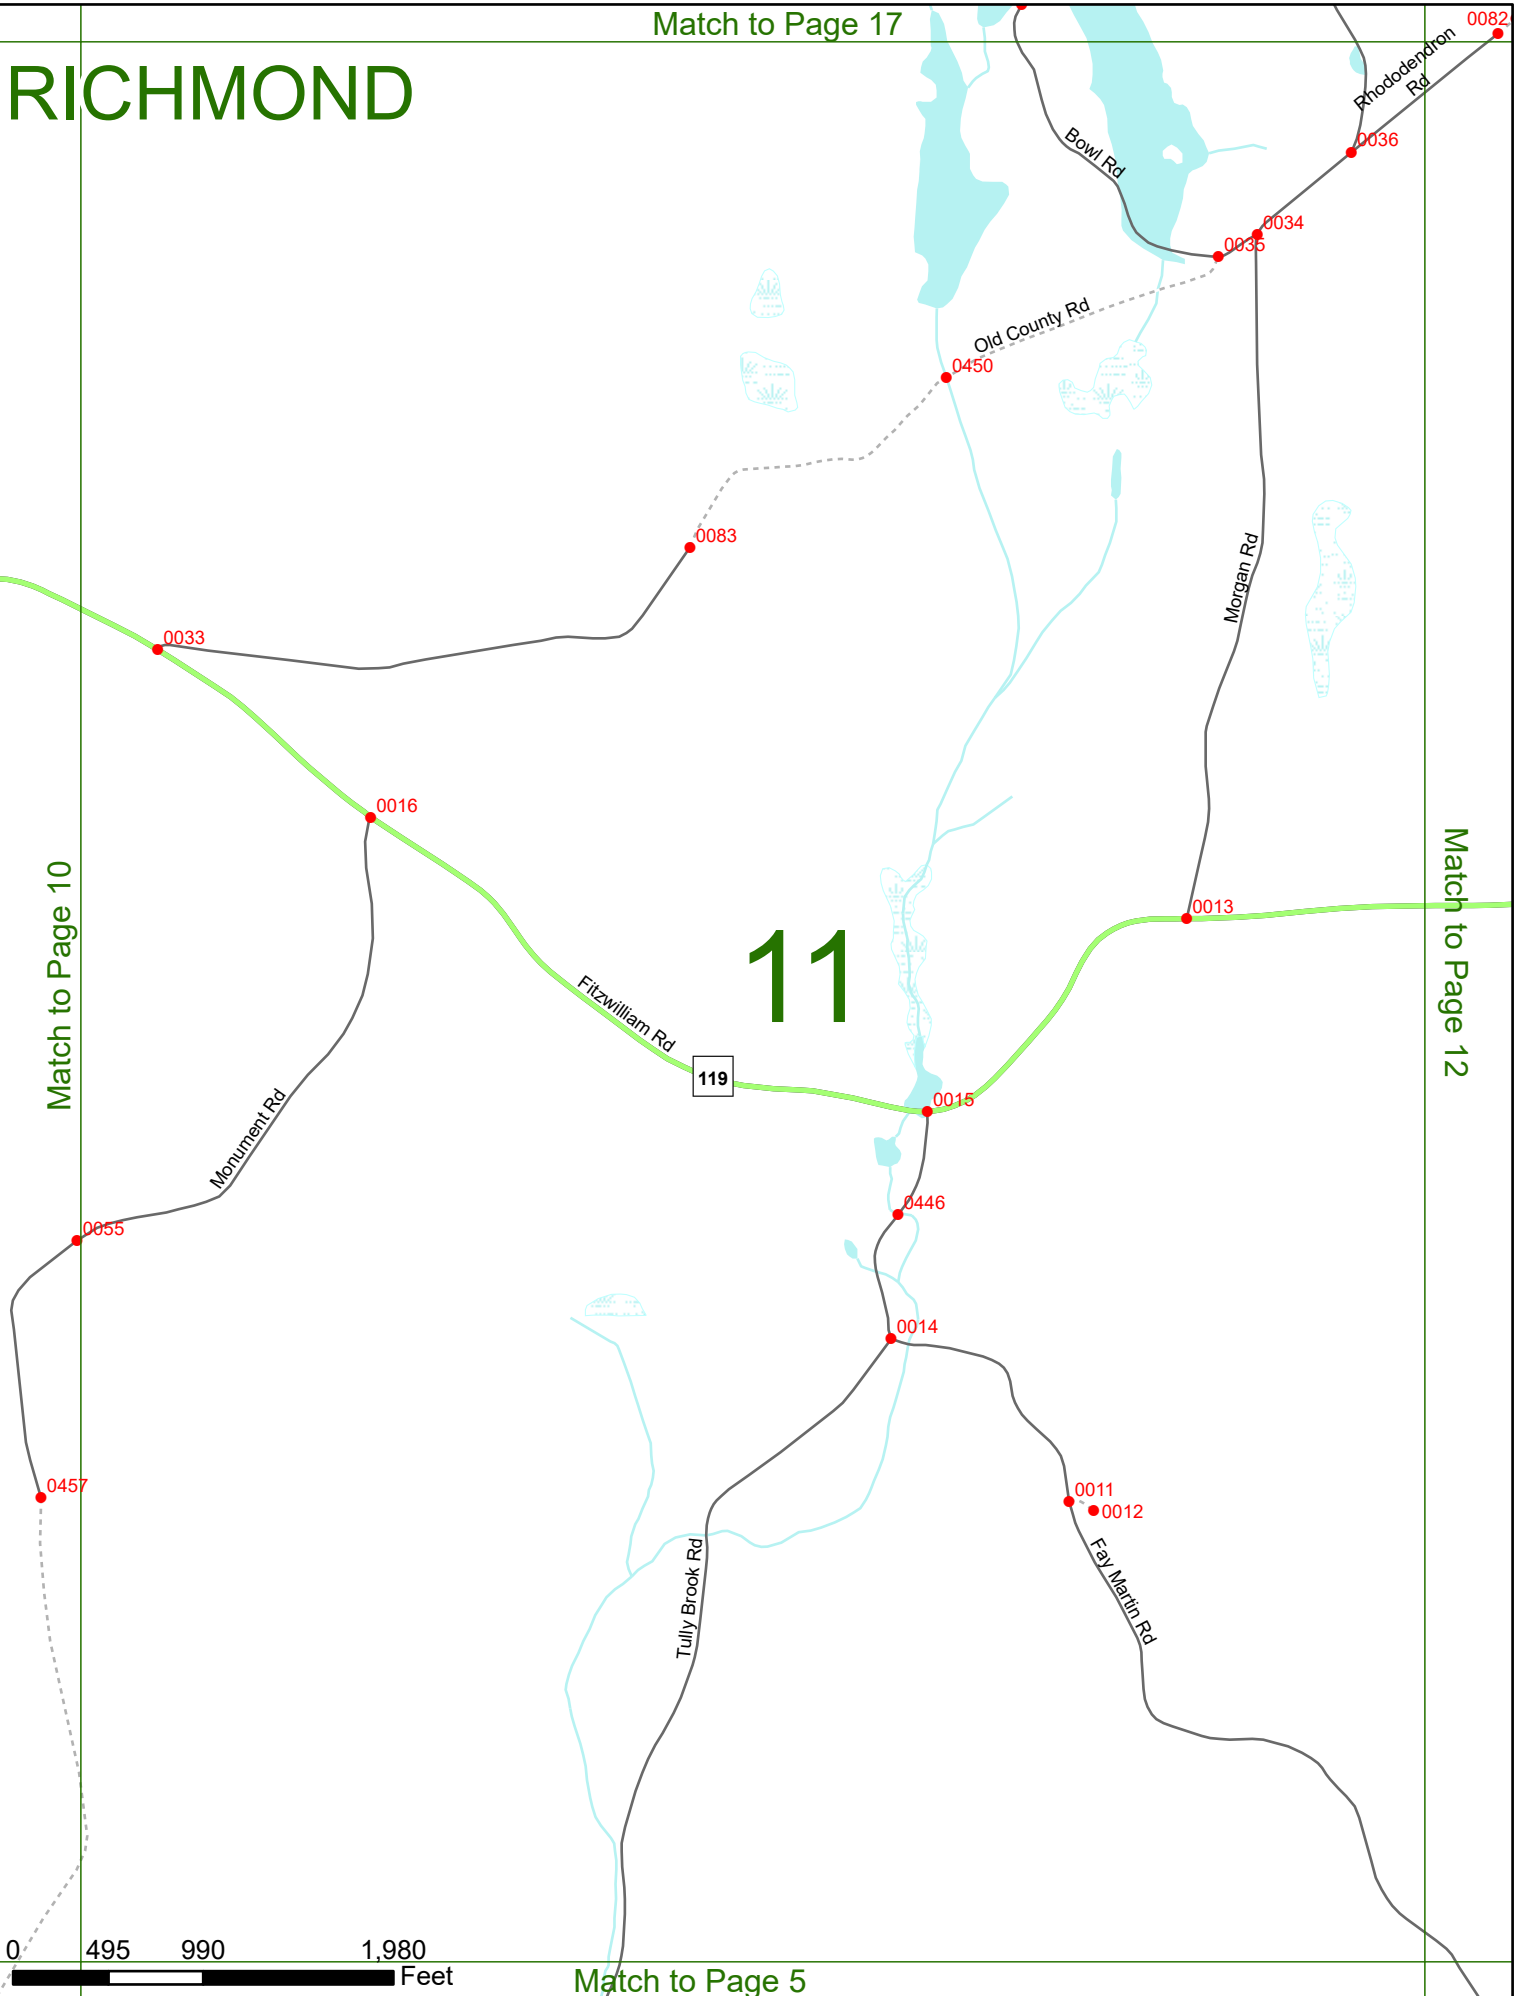 Match to Page 17
0082
RICHMOND
Rhododendron
Rd
0036
Bowl Rd
0034
0035
Old County Rd
0450
0083
Morgan Rd
0033
0016
Match to Page 10
Match to Page 12
0013
11
Fitzwilliam Rd
119
0015
Monument Rd
0446
0055
0014
0457
0011
0012
Tully Brook Rd
Fay Martin Rd
0 495 990 1,980
Feet
Match to Page 5